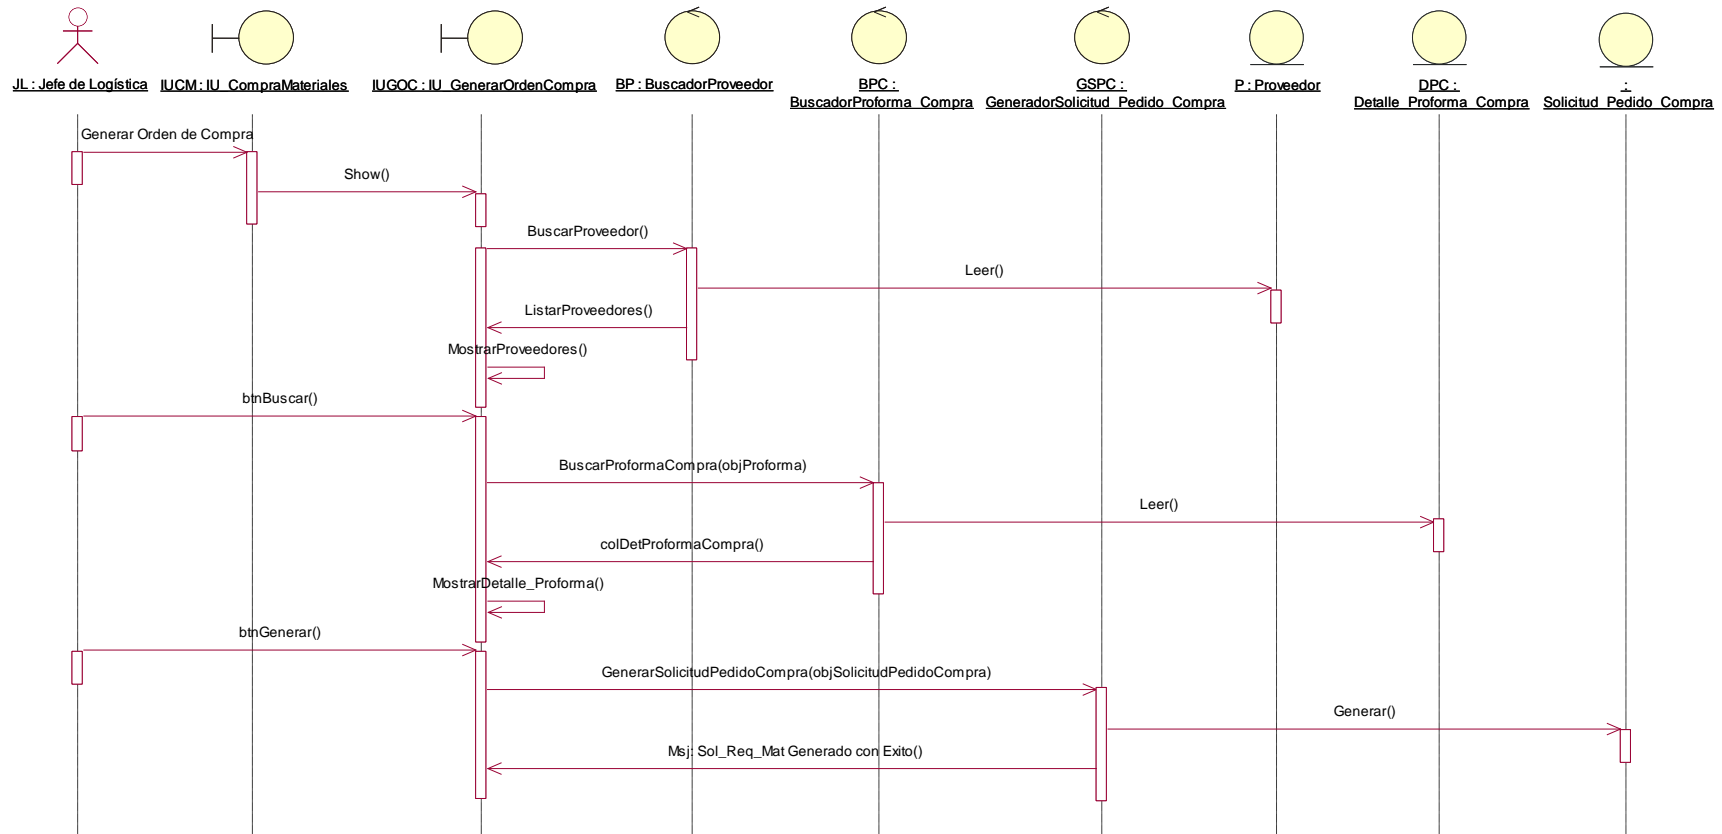 JL : Jefe de Logística
IUCM : IU_CompraMateriales
IUGOC : IU_GenerarOrdenCompra
BP : BuscadorProveedor
BPC :
BuscadorProforma_Compra
GSPC :
GeneradorSolicitud_Pedido_Compra
P : Proveedor
DPC :
Detalle_Proforma_Compra
:
Solicitud_Pedido_Compra
Generar Orden de Compra
Show()
BuscarProveedor()
Leer()
ListarProveedores()
MostrarProveedores()
btnBuscar()
BuscarProformaCompra(objProforma)
Leer()
colDetProformaCompra()
MostrarDetalle_Proforma()
btnGenerar()
GenerarSolicitudPedidoCompra(objSolicitudPedidoCompra)
Generar()
Msj: Sol_Req_Mat Generado con Exito()